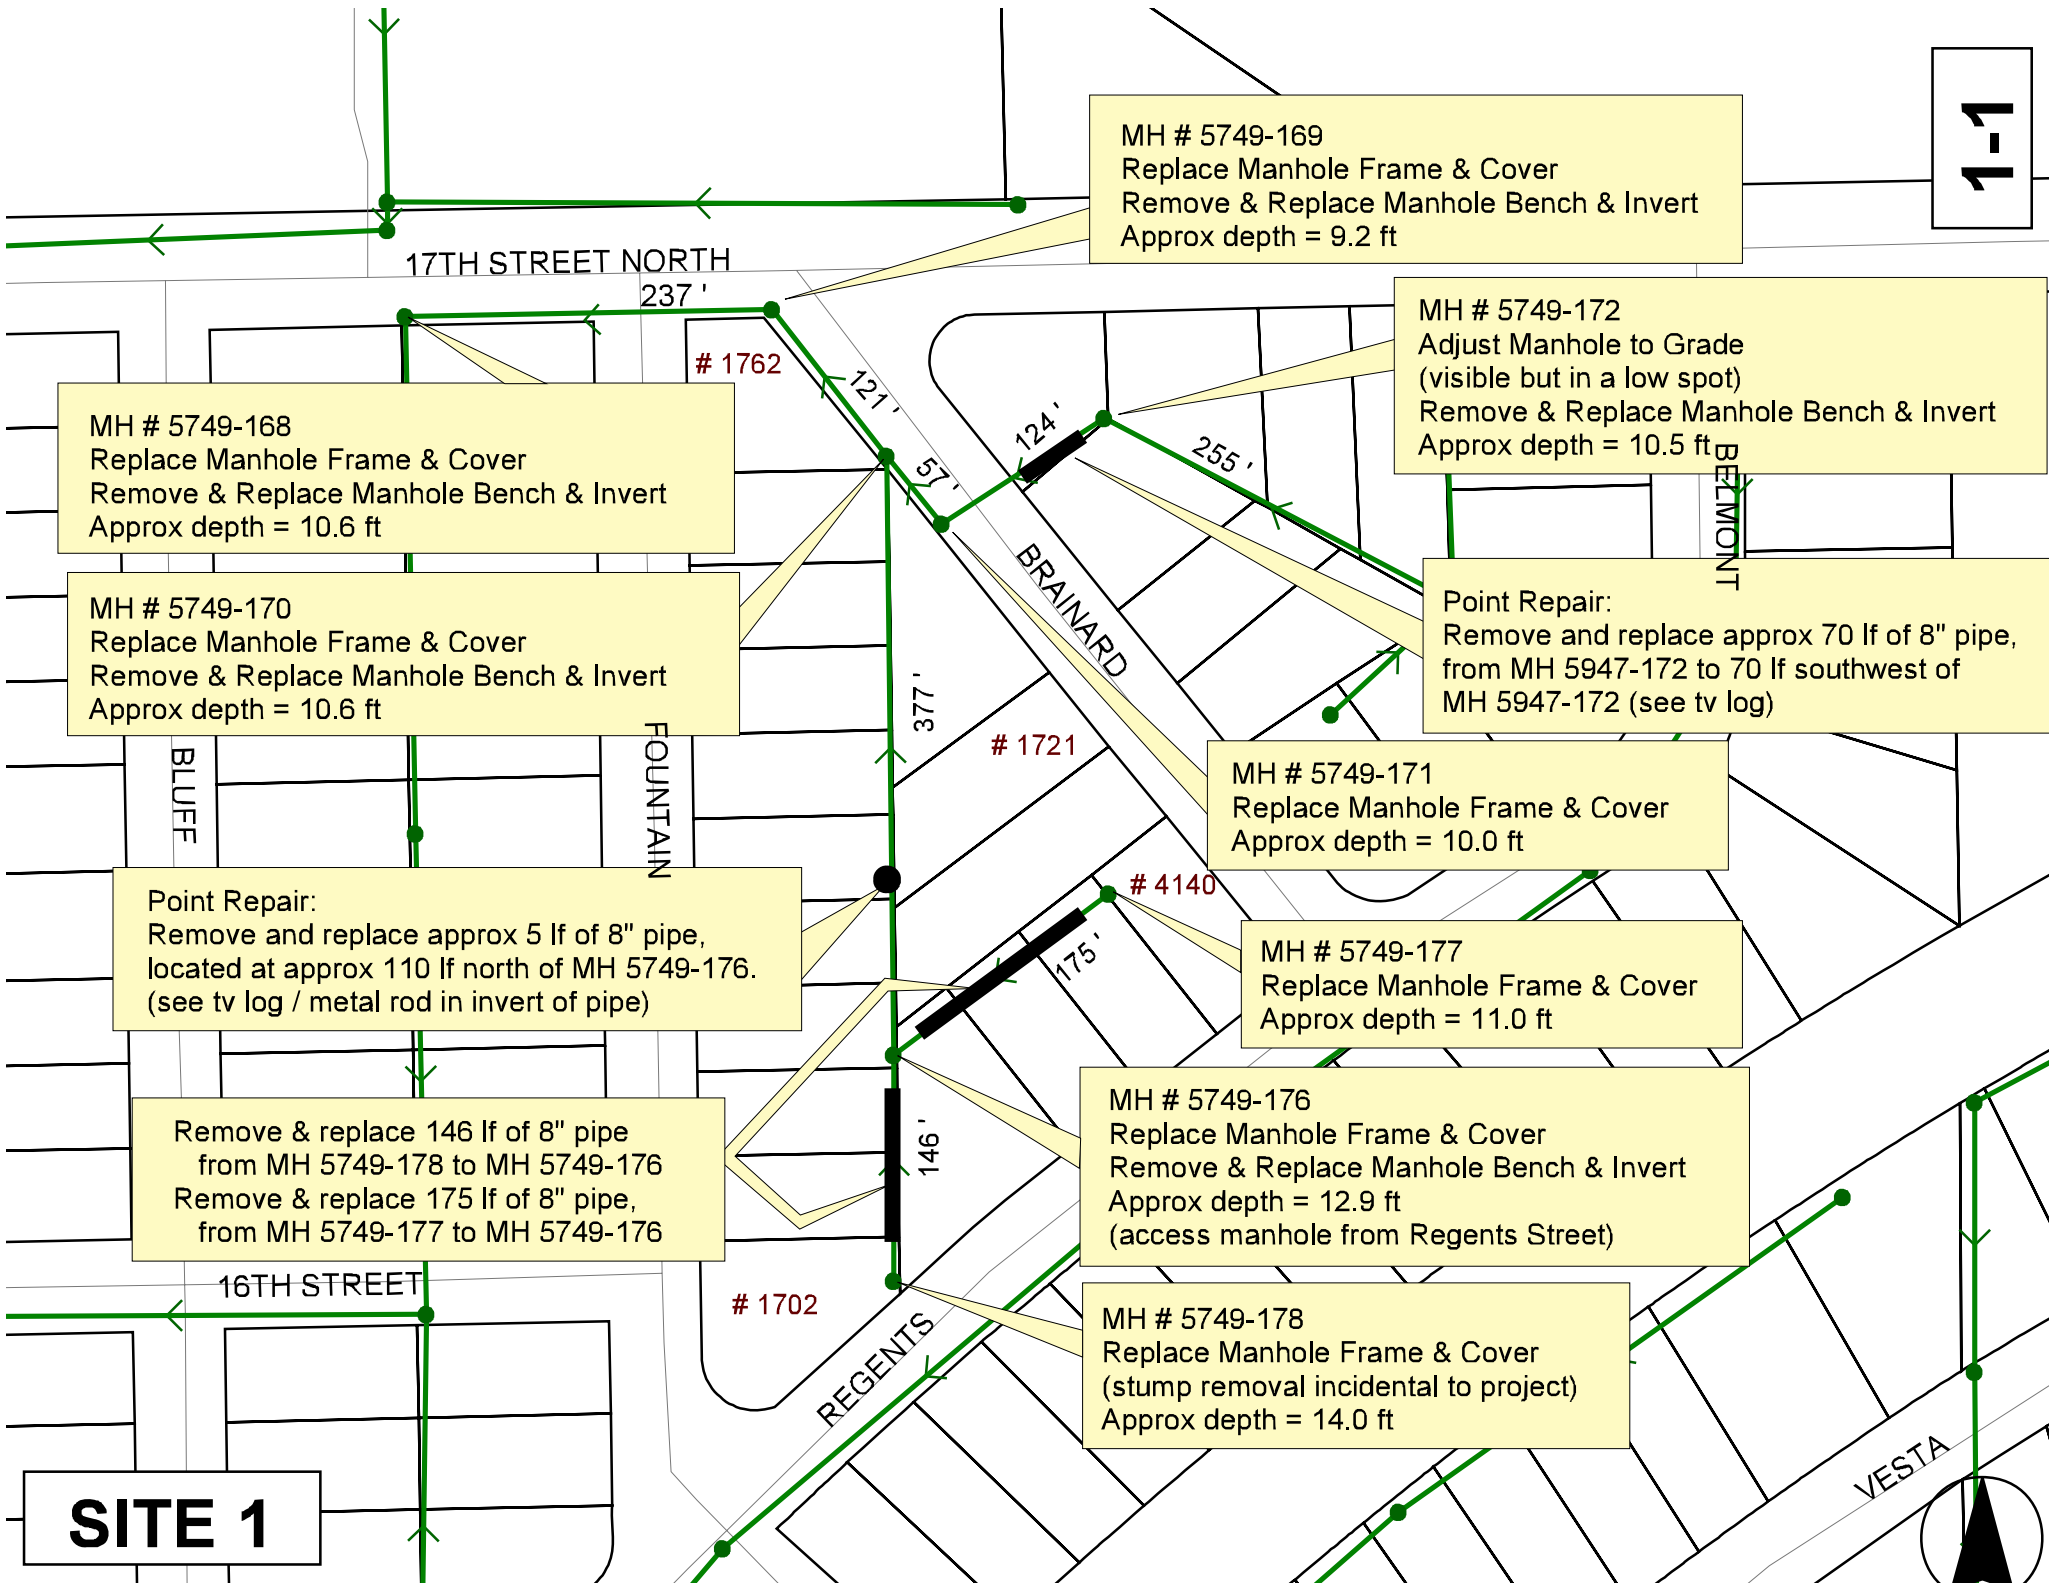 1-1
MH # 5749-169
Replace Manhole Frame & Cover
Remove & Replace Manhole Bench & Invert
Approx depth = 9.2 ft
17TH STREET NORTH
237 '
MH # 5749-172
Adjust Manhole to Grade
(visible but in a low spot)
Remove & Replace Manhole Bench & Invert
Approx depth = 10.5 ft
# 1762
121 '
124 '
255 '
57 '
BELMONT
MH # 5749-168
Replace Manhole Frame & Cover
Remove & Replace Manhole Bench & Invert
Approx depth = 10.6 ft
BRAINARD
MH # 5749-170
Replace Manhole Frame & Cover
Remove & Replace Manhole Bench & Invert
Approx depth = 10.6 ft
Point Repair:
Remove and replace approx 70 lf of 8" pipe,
from MH 5947-172 to 70 lf southwest of
MH 5947-172 (see tv log)
377 '
# 1721
BLUFF
FOUNTAIN
MH # 5749-171
Replace Manhole Frame & Cover
Approx depth = 10.0 ft
# 4140
Point Repair:
Remove and replace approx 5 lf of 8" pipe,
located at approx 110 lf north of MH 5749-176.
(see tv log / metal rod in invert of pipe)
175 '
MH # 5749-177
Replace Manhole Frame & Cover
Approx depth = 11.0 ft
Remove & replace 146 lf of 8" pipe
from MH 5749-178 to MH 5749-176
Remove & replace 175 lf of 8" pipe,
from MH 5749-177 to MH 5749-176
146 '
MH # 5749-176
Replace Manhole Frame & Cover
Remove & Replace Manhole Bench & Invert
Approx depth = 12.9 ft
(access manhole from Regents Street)
16TH STREET
# 1702
REGENTS
MH # 5749-178
Replace Manhole Frame & Cover
(stump removal incidental to project)
Approx depth = 14.0 ft
VESTA
SITE 1